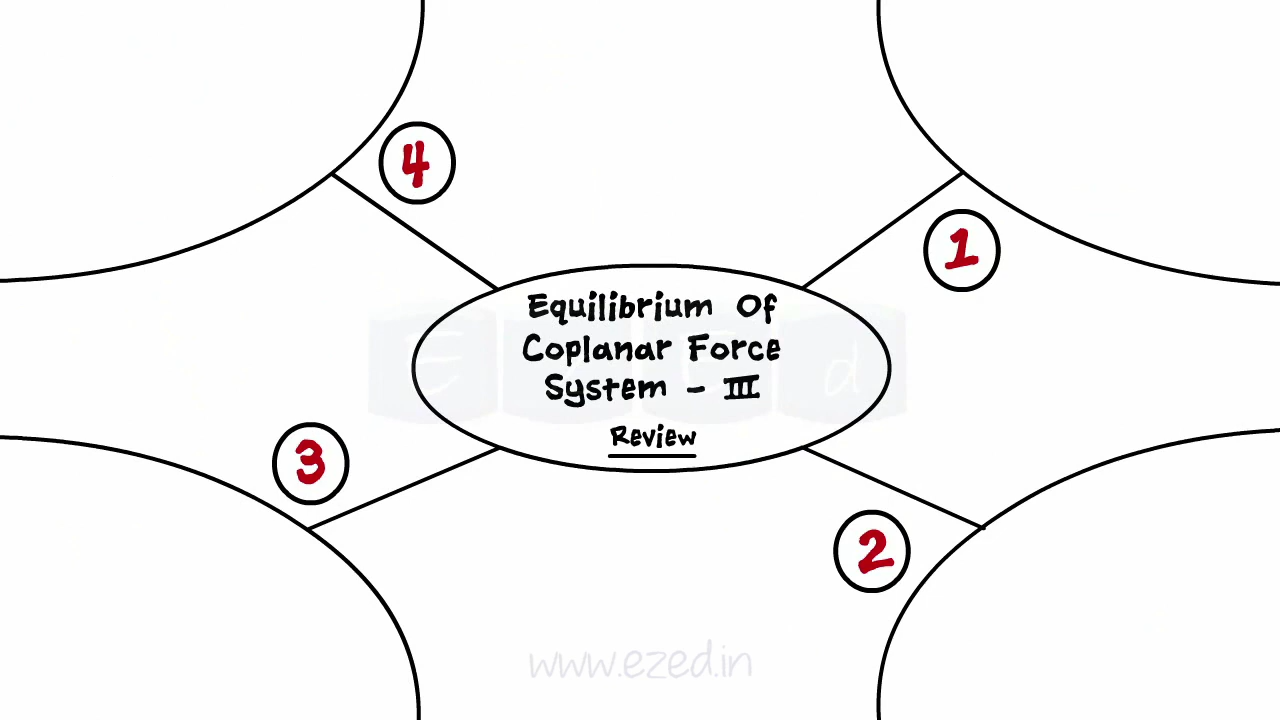 4
1
Equilibrium Of
Coplanar Force
System - III
Review
3
2
E Z E d
www.ezed.in